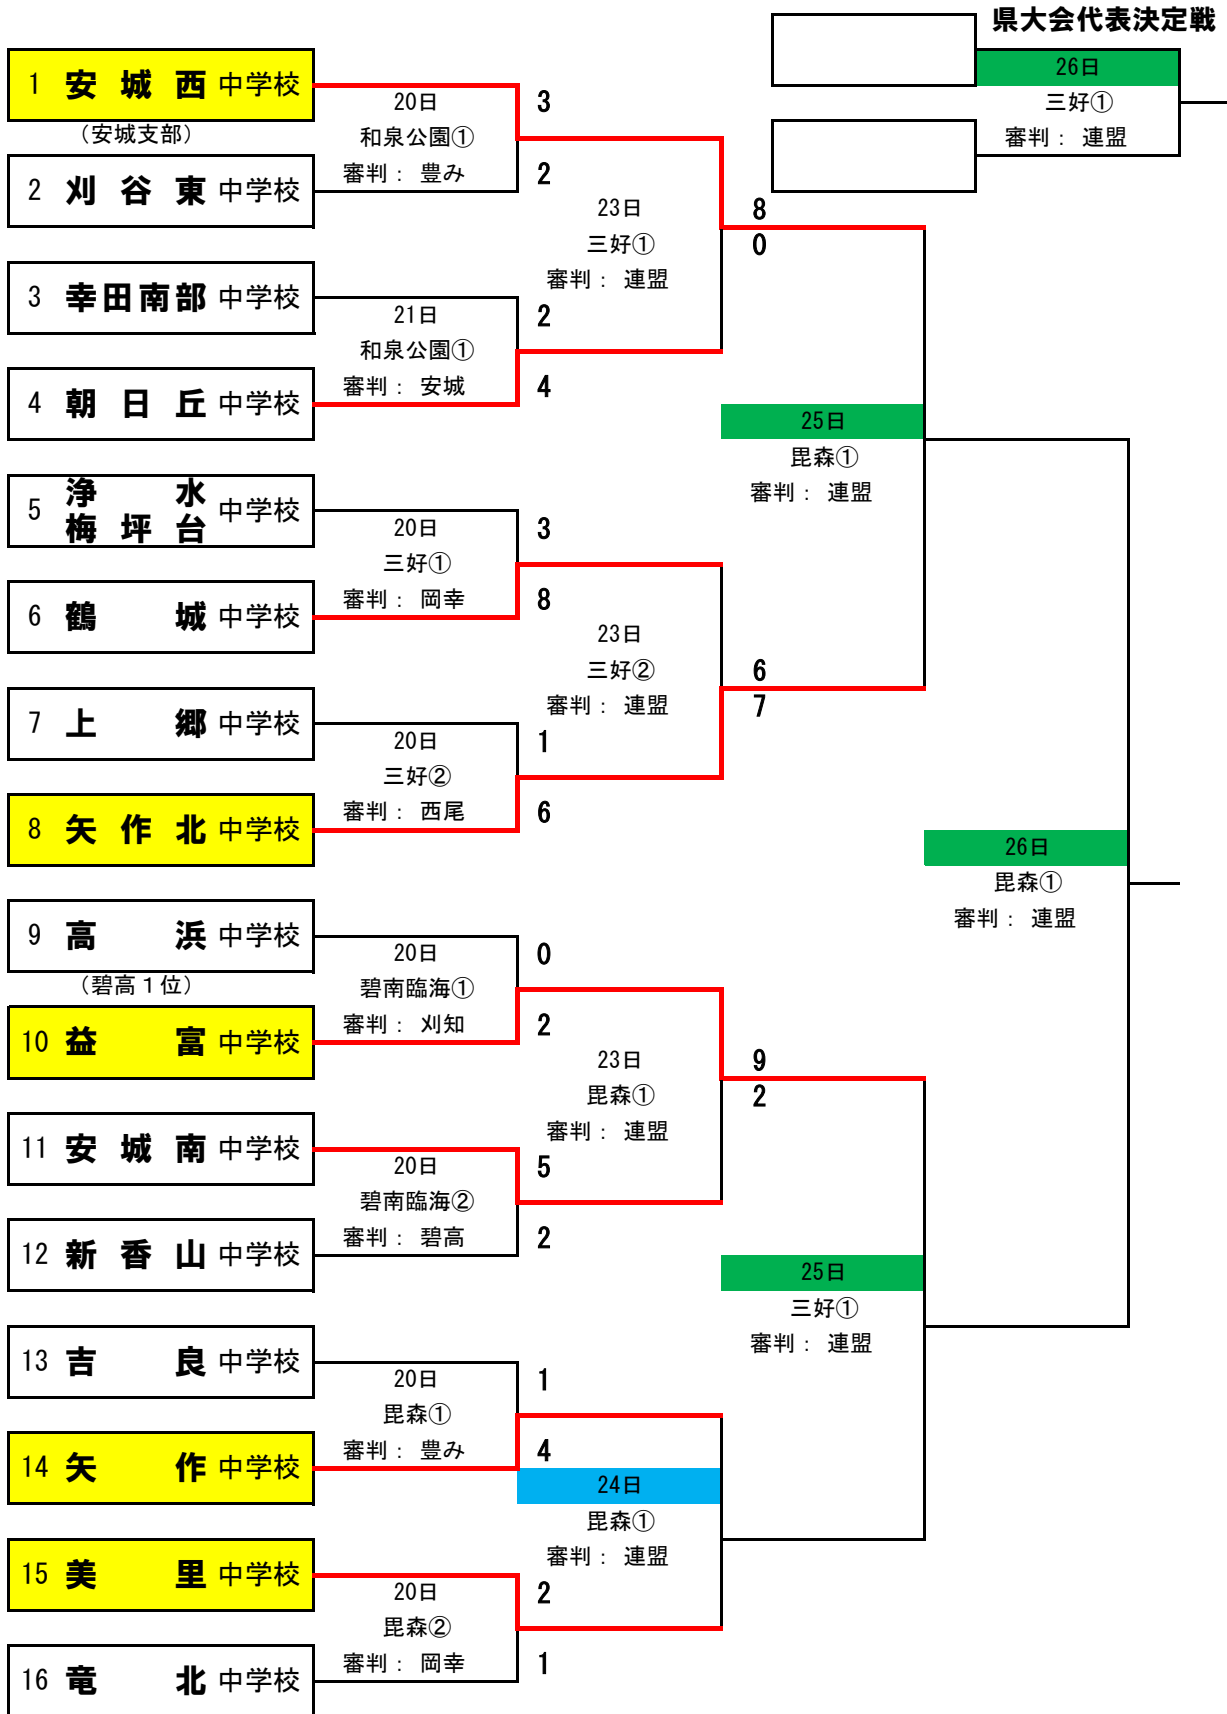 県大会代表決定戦
26日
三好①
審判： 連盟
1 安城西 中学校
（安城支部）
20日
和泉公園①
審判： 豊み
3
2
2 刈谷東 中学校
23日
三好①
審判： 連盟
8
0
3 幸田南部 中学校
21日
和泉公園①
審判： 安城
2
4
4 朝日丘 中学校
25日
毘森①
審判： 連盟
5 浄水
梅坪台 中学校
20日
三好①
審判： 岡幸
3
8
6 鶴城 中学校
23日
三好②
審判： 連盟
6
7
7 上郷 中学校
20日
三好②
審判： 西尾
1
6
8 矢作北 中学校
26日
毘森①
審判： 連盟
9 高浜 中学校
（碧高１位）
20日
碧南臨海①
審判： 刈知
0
2
10 益富 中学校
23日
毘森①
審判： 連盟
9
2
11 安城南 中学校
20日
碧南臨海②
審判： 碧高
5
2
12 新香山 中学校
25日
三好①
審判： 連盟
13 吉良 中学校
20日
毘森①
審判： 豊み
1
4
14 矢作 中学校
24日
毘森①
審判： 連盟
15 美里 中学校
20日
毘森②
審判： 岡幸
2
1
16 竜北 中学校